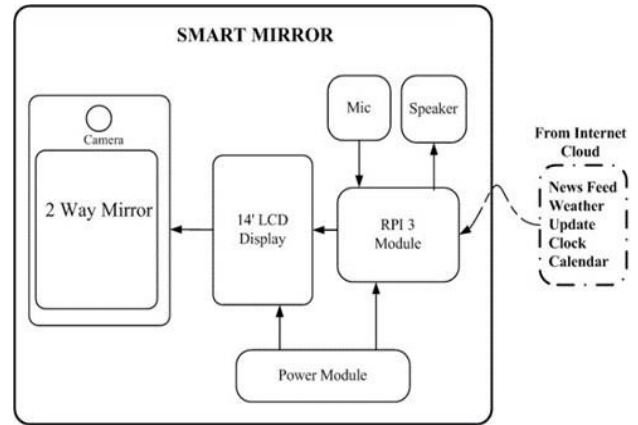 SMART MIRROR
Camera
2 Way Mirror
14' LCD
Display
Mic
Speaker
RPI 3
Module
Power Module
From Internet
Cloud
News Feed
Weather
Update
Clock
Calendar